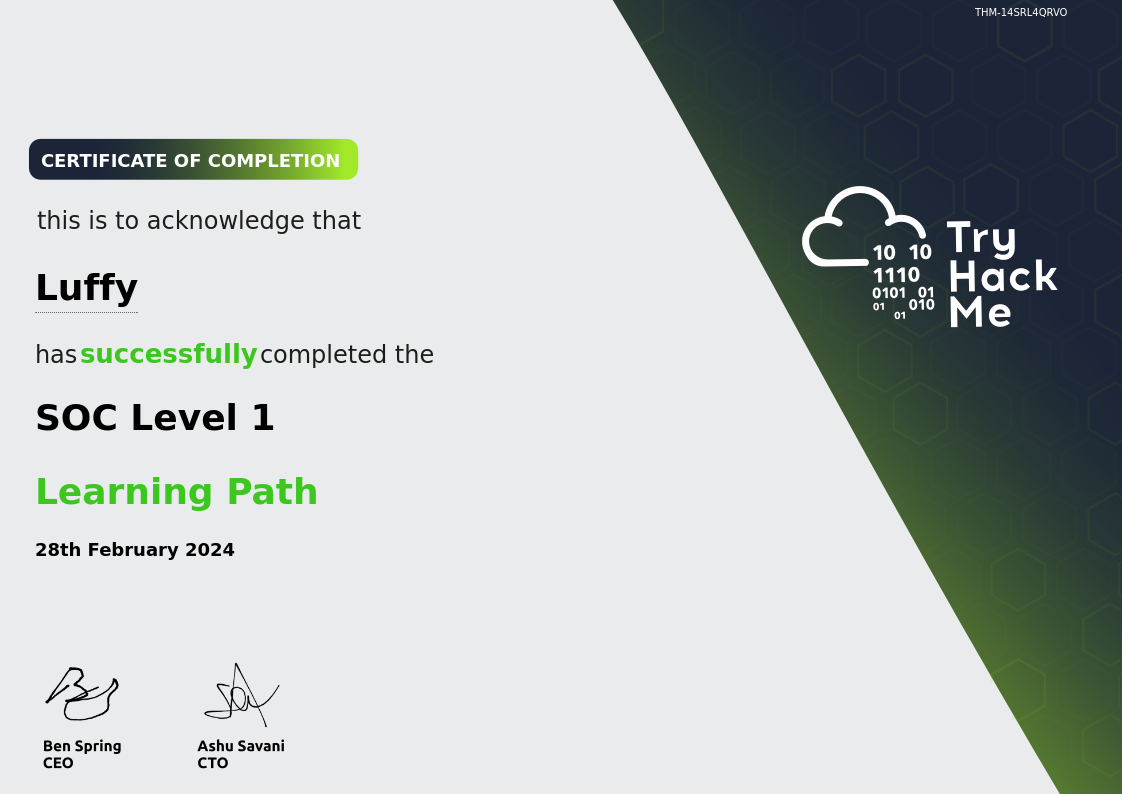 THM-14SRL4QRVO
CERTIFICATE OF COMPLETION
this is to acknowledge that
Luffy
has successfully completed the
SOC Level 1
Learning Path
28th February 2024
Ben Spring
CEO
Ashu Savani
CTO
10 10
1110
0101 01
01 010
01
Try
Hack
Me